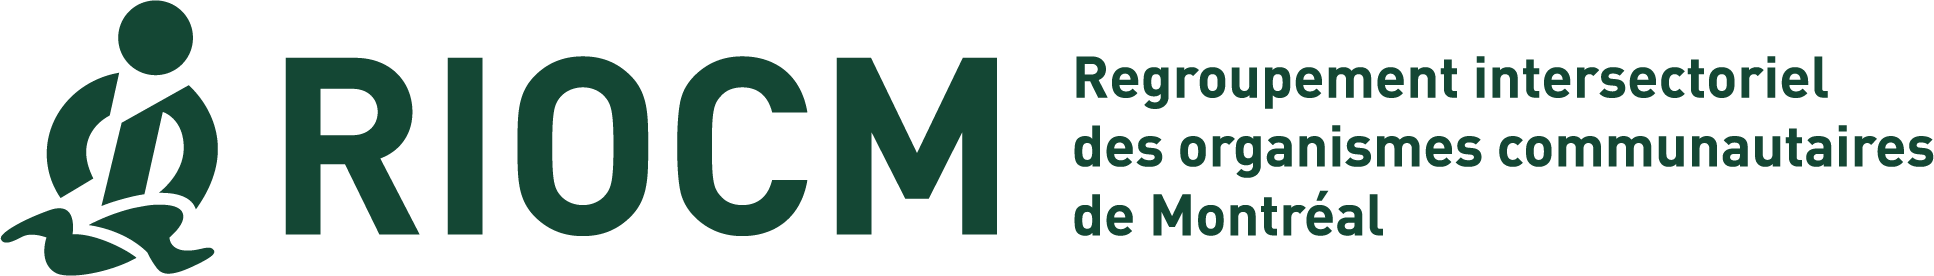 RIOCM
Regroupement intersectoriel
des organismes communautaires
de Montréal